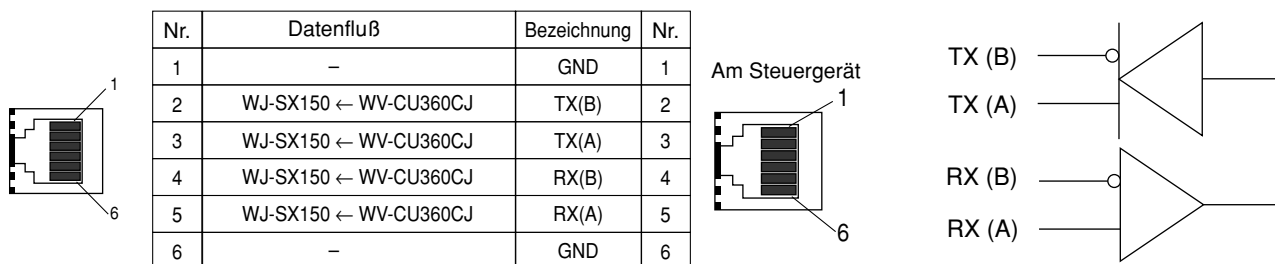 1
6
Nr. Datenfluß Bezeichnung Nr.
1 – GND 1
2 WJ-SX150 ← WV-CU360CJ TX(B) 2
3 WJ-SX150 ← WV-CU360CJ TX(A) 3
4 WJ-SX150 ← WV-CU360CJ RX(B) 4
5 WJ-SX150 ← WV-CU360CJ RX(A) 5
6 – GND 6
Am Steuergerät
1
6
TX (B)
TX (A)
RX (B)
RX (A)